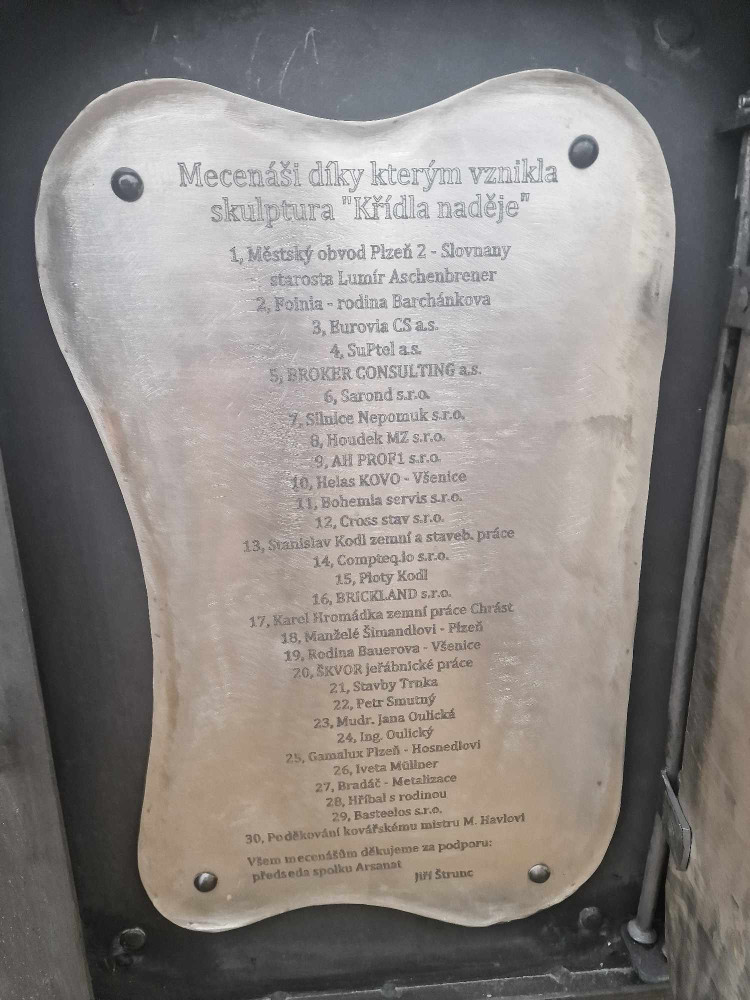 Mecenáši díky kterým vznikla
skulptura "Křídla naděje"
1, Městský obvod Plzeň 2 - Slovnany
starosta Lumír Aschenbrener
2, Foinia - rodina Barchánkova
3, Eurovia CS a.s.
4, SuPtel a.s.
5, BROKER CONSULTING a.s.
6, Sarond s.r.o.
7, Silnice Nepomuk s.r.o.
8, Houdek MZ s.r.o.
9, AH PROF1 s.r.o.
10, Helas KOVO - Všenice
11, Bohemia servis s.r.o.
12, Cross stav s.r.o.
13, Stanislav Kodl zemní a staveb. práce
14, Compteq.io s.r.o.
15, Ploty Kodl
16, BRICKLAND s.r.o.
17, Karel Hromádka zemní práce Chrást
18, Manželé Šimandlovi - Plzeň
19, Rodina Bauerova - Všenice
20, ŠKVOR jeřábnické práce
21, Stavby Trnka
22, Petr Smutný
23, Mudr. Jana Oulická
24, Ing. Oulický
25, Gamalux Plzeň - Hosnedlovi
26, Iveta Müllner
27, Bradáč - Metalizace
28, Hříbal s rodinou
29, Basteelos s.r.o.
30, Poděkování kovářskému mistru M. Havlovi
Všem mecenášům děkujeme za podporu:
předseda spolku Arsanat
Jiří Štrunc